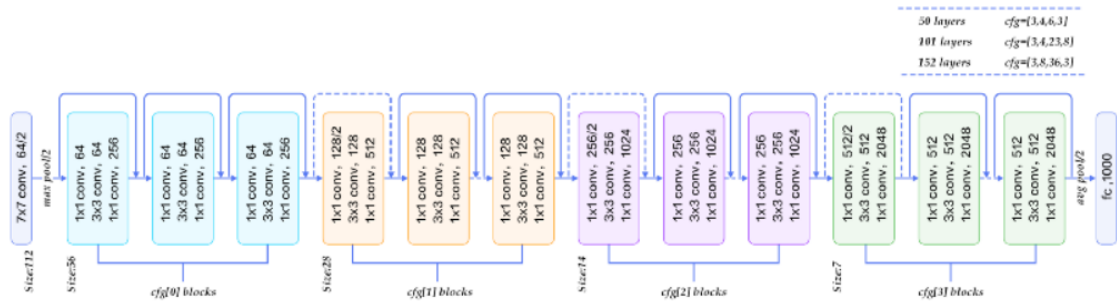 50 layers cfg=[3,4,6,3]
101 layers cfg=[3,4,23,8]
152 layers cfg=[3,8,36,3]
7x7 conv, 64/2
max pool/2
1x1 conv, 64
3x3 conv, 64
1x1 conv, 256
1x1 conv, 64
3x3 conv, 64
1x1 conv, 256
1x1 conv, 64
3x3 conv, 64
1x1 conv, 256
1x1 conv, 128/2
3x3 conv, 128
1x1 conv, 512
1x1 conv, 128
3x3 conv, 128
1x1 conv, 512
1x1 conv, 128
3x3 conv, 128
1x1 conv, 512
1x1 conv, 256/2
3x3 conv, 256
1x1 conv, 1024
1x1 conv, 256
3x3 conv, 256
1x1 conv, 1024
1x1 conv, 256
3x3 conv, 256
1x1 conv, 1024
1x1 conv, 512/2
3x3 conv, 512
1x1 conv, 2048
1x1 conv, 512
3x3 conv, 512
1x1 conv, 2048
1x1 conv, 512
3x3 conv, 512
1x1 conv, 2048
avg pool/2
fc ,1000
Size:112
Size:56
Size:28
Size:14
Size:7
cfg[0] blocks
cfg[1] blocks
cfg[2] blocks
cfg[3] blocks